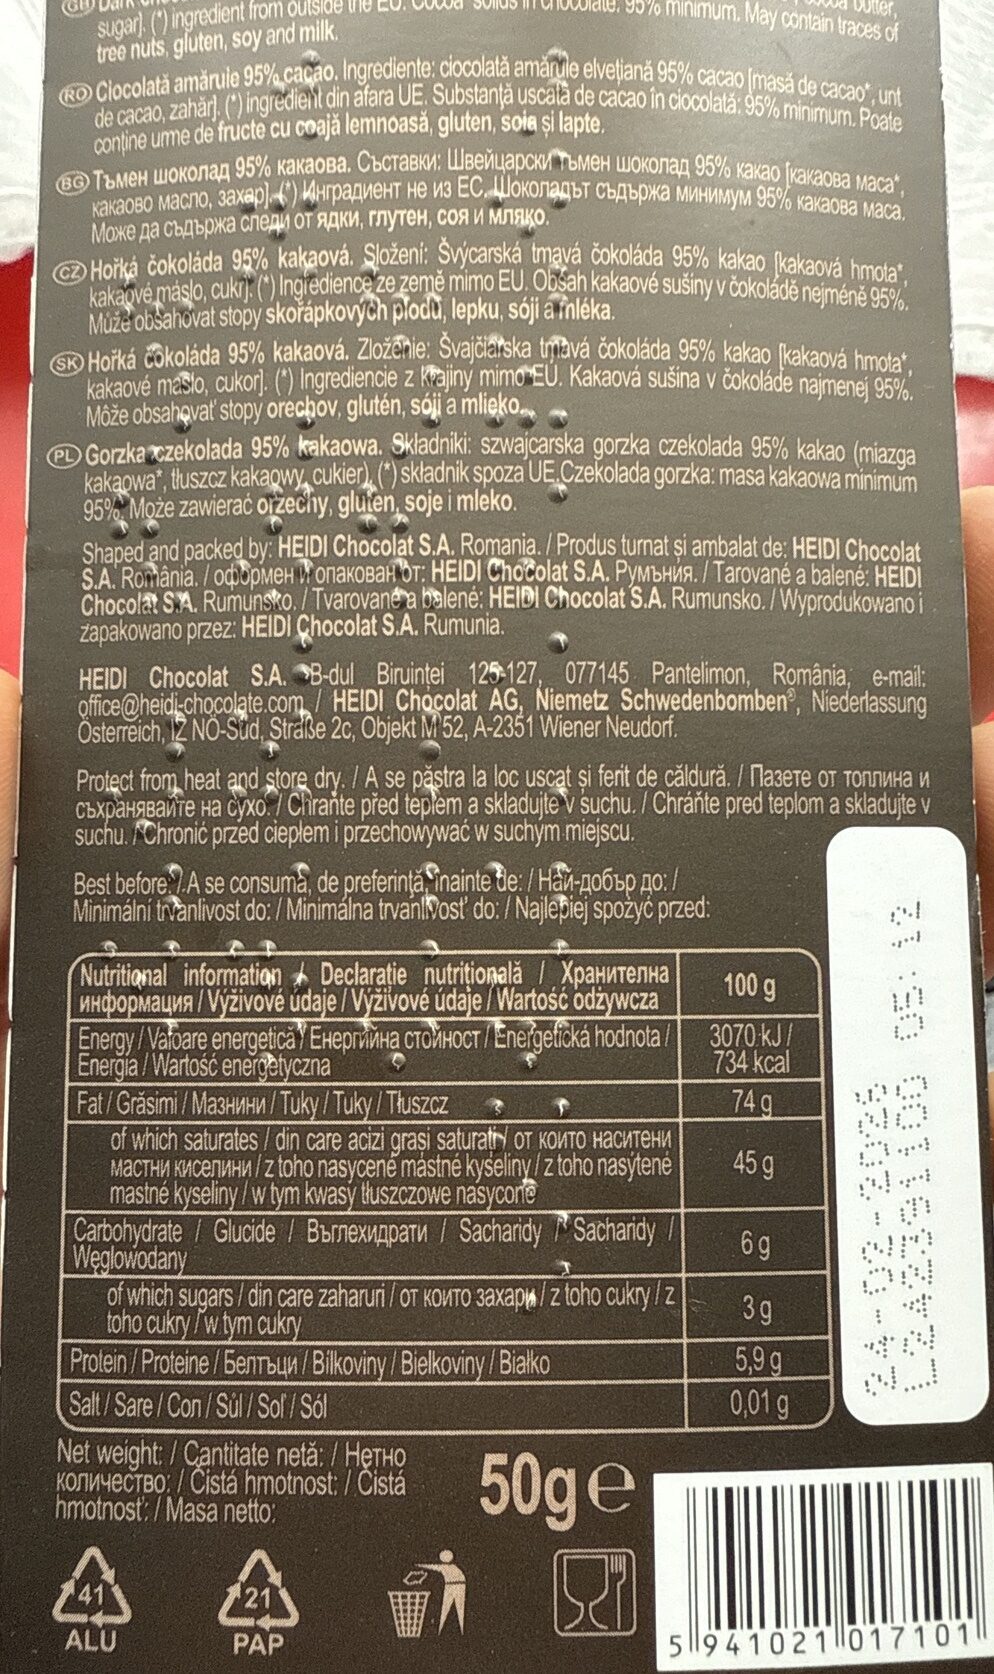 sugar]. (*) ingredient from outside the EU. Cocoa solids in chocolate: 95% minimum. May contain traces of
tree nuts, gluten, soy and milk.
RO Ciocolată amăruie 95% cacao. Ingrediente: ciocolată amăruie elvețiană 95% cacao [masă de cacao*, unt
de cacao, zahăr]. (*) ingredient din afara UE. Substanță uscată de cacao în ciocolată: 95% minimum. Poate
conține urme de fructe cu coajă lemnoasă, gluten, soia și lapte.
BG Тъмен шоколад 95% какаова. Съставки: Швейцарски тъмен шоколад 95% какао [какаова маса*,
какаово масло, захар]. (*) Инградиент не из ЕС. Шоколадът съдържа минимум 95% какаова маса.
Може да съдържа следи от ядки, глутен, соя и мляко.
CZ Hořká čokoláda 95% kakaová. Složení: Švýcarská tmavá čokoláda 95% kakao [kakaová hmota*,
kakaové máslo, cukr]. (*) Ingredience ze země mimo EU. Obsah kakaové sušiny v čokoládě nejméně 95%.
Může obsahovat stopy skořápkových plodů, lepku, sóji a mléka.
SK Hořká čokoláda 95% kakaová. Zloženie: Švajčiarska tmavá čokoláda 95% kakao [kakaová hmota*,
kakaové maslo, cukor]. (*) Ingrediencie z krajiny mimo EÚ. Kakaová sušina v čokoláde najmenej 95%.
Môže obsahovať stopy orechov, glutén, sóji a mlieko.
PL Gorzka czekolada 95% kakaowa. Składniki: szwajcarska gorzka czekolada 95% kakao (miazga
kakaowa*, tłuszcz kakaowy, cukier), (*) składnik spoza UE. Czekolada gorzka: masa kakaowa minimum
95%. Może zawierać orzechy, gluten, soje i mleko.
Shaped and packed by: HEIDI Chocolat S.A. Romania. / Produs turnat și ambalat de: HEIDI Chocolat
S.A. România. / оформен и опакован от: HEIDI Chocolat S.A. Румъния. / Tarované a balené: HEIDI
Chocolat S.A. Rumunsko. / Tvarované a balené: HEIDI Chocolat S.A. Rumunsko. / Wyprodukowano i
zapakowano przez: HEIDI Chocolat S.A. Rumunia.
HEIDI Chocolat S.A. B-dul Biruinței 125-127, 077145 Pantelimon, România, e-mail:
office@heidi-chocolate.com / HEIDI Chocolat AG, Niemetz Schwedenbomben®, Niederlassung
Österreich, IZ NÖ-Süd, Straße 2c, Objekt M 52, A-2351 Wiener Neudorf.
Protect from heat and store dry. / A se păstra la loc uscat și ferit de căldură. / Пазете от топлина и
съхранявайте на сухо. / Chraňte před teplem a skladujte v suchu. / Chráňte pred teplom a skladujte v
suchu. / Chronić przed ciepłem i przechowywać w suchym miejscu.
Best before: / A se consuma, de preferință, înainte de: / Най-добър до: /
Minimální trvanlivost do: / Minimálna trvanlivosť do: / Najlepiej spożyć przed:
24-02-2026 05:12
Nutritional information / Declarație nutrițională / Хранителна
информация / Výživové údaje / Výživové údaje / Wartość odżywcza
100 g
Energy / Valoare energetică / Енергийна стойност / Energetická hodnota /
Energia / Wartość energetyczna
3070 kJ /
734 kcal
Fat / Grăsimi / Мазнини / Tuky / Tuky / Tłuszcz
74 g
of which saturates / din care acizi grași saturați / от които наситени
мастни киселини / z toho nasycené mastné kyseliny / z toho nasýtené
mastné kyseliny / w tym kwasy tłuszczowe nasycone
45 g
Carbohydrate / Glucide / Въглехидрати / Sacharidy / Sacharidy /
Węglowodany
6 g
of which sugars / din care zaharuri / от които захари / z toho cukry / z
toho cukry / w tym cukry
3 g
Protein / Proteine / Белтъци / Bílkoviny / Bielkoviny / Białko
5,9 g
Salt / Sare / Сол / Sůl / Soľ / Sól
0,01 g
Net weight: / Cantitate netă: / Нетно
количество: / Čistá hmotnost: / Čistá
hmotnosť: / Masa netto:
50g e
41
ALU
21
PAP
5 941021 017101